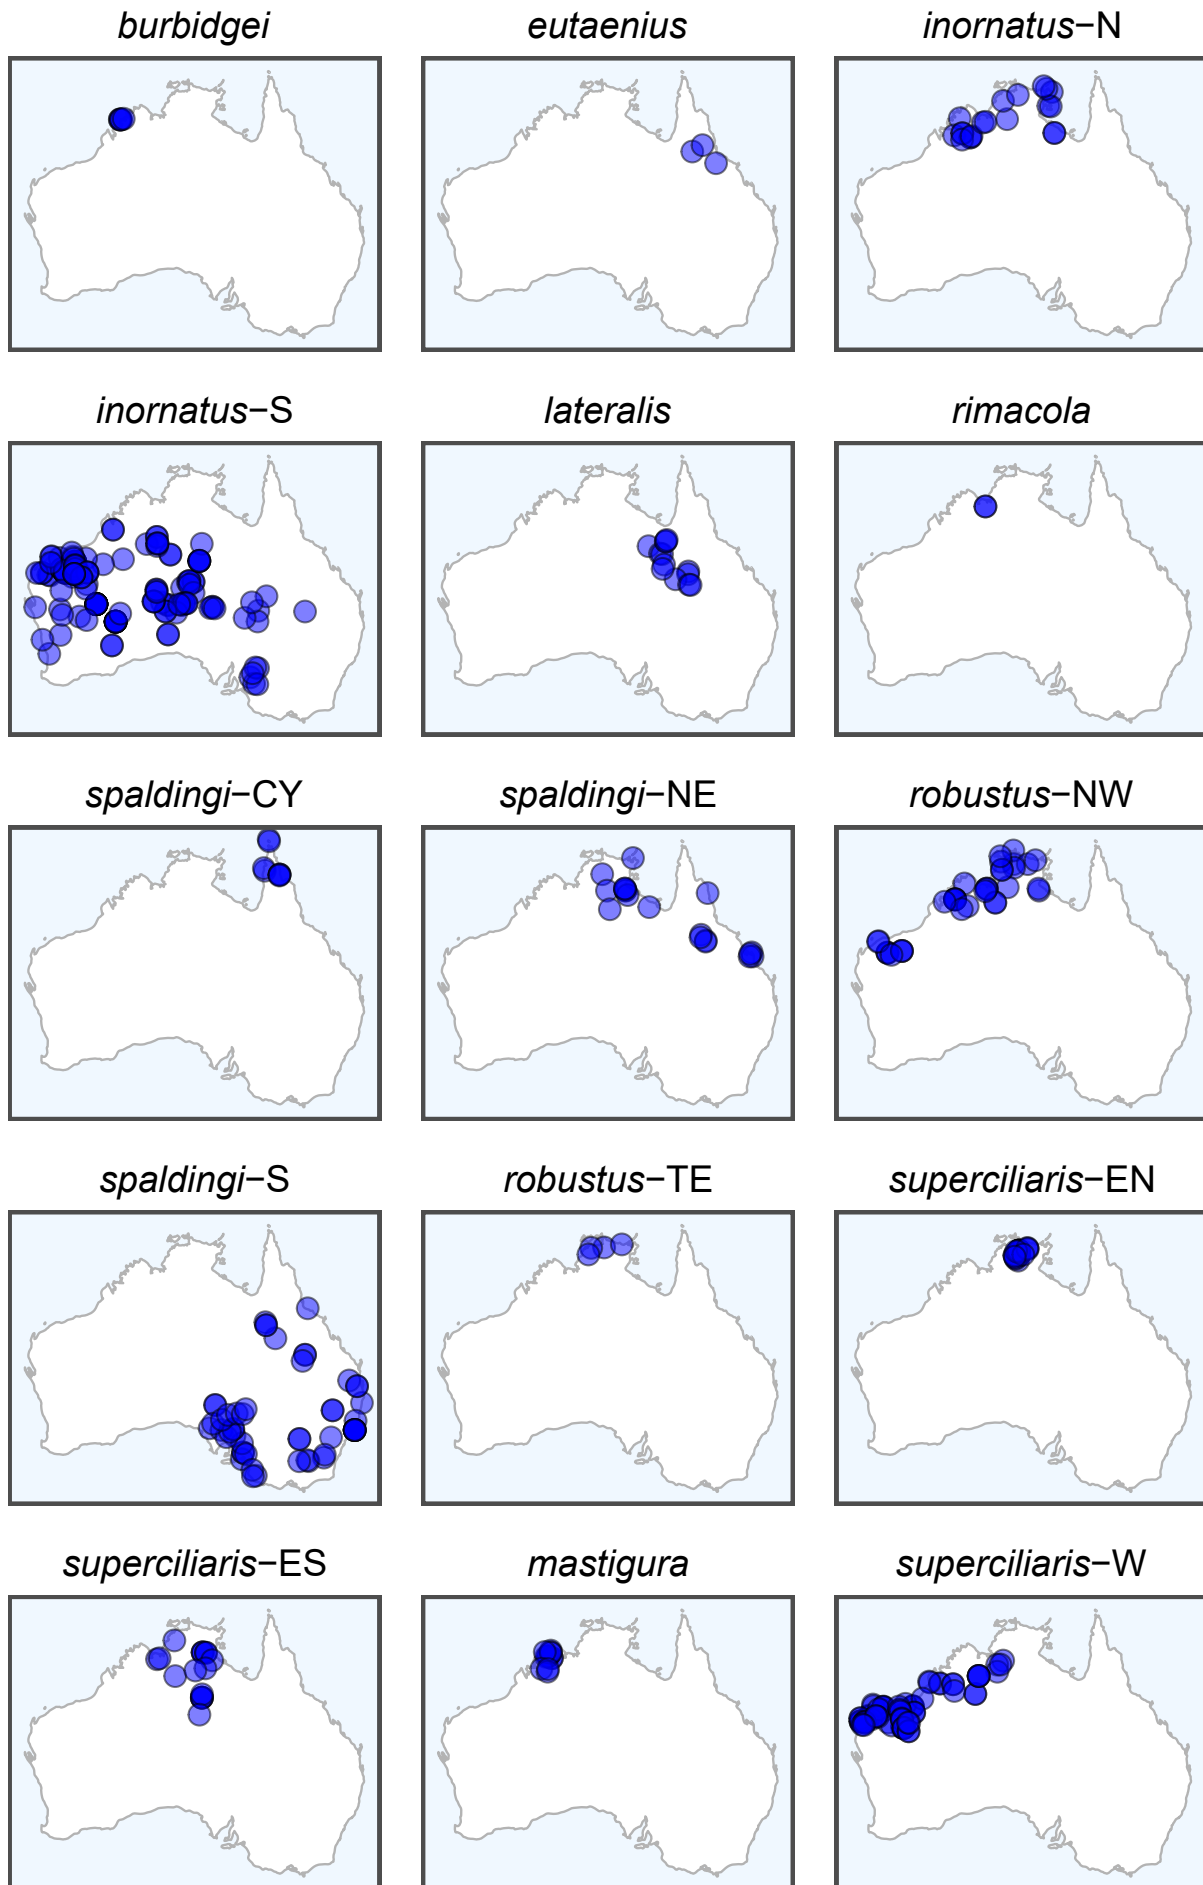 burbidgei
eutaenius
inornatus−N
inornatus−S
lateralis
rimacola
spaldingi−CY
spaldingi−NE
robustus−NW
spaldingi−S
robustus−TE
superciliaris−EN
superciliaris−ES
mastigura
superciliaris−W